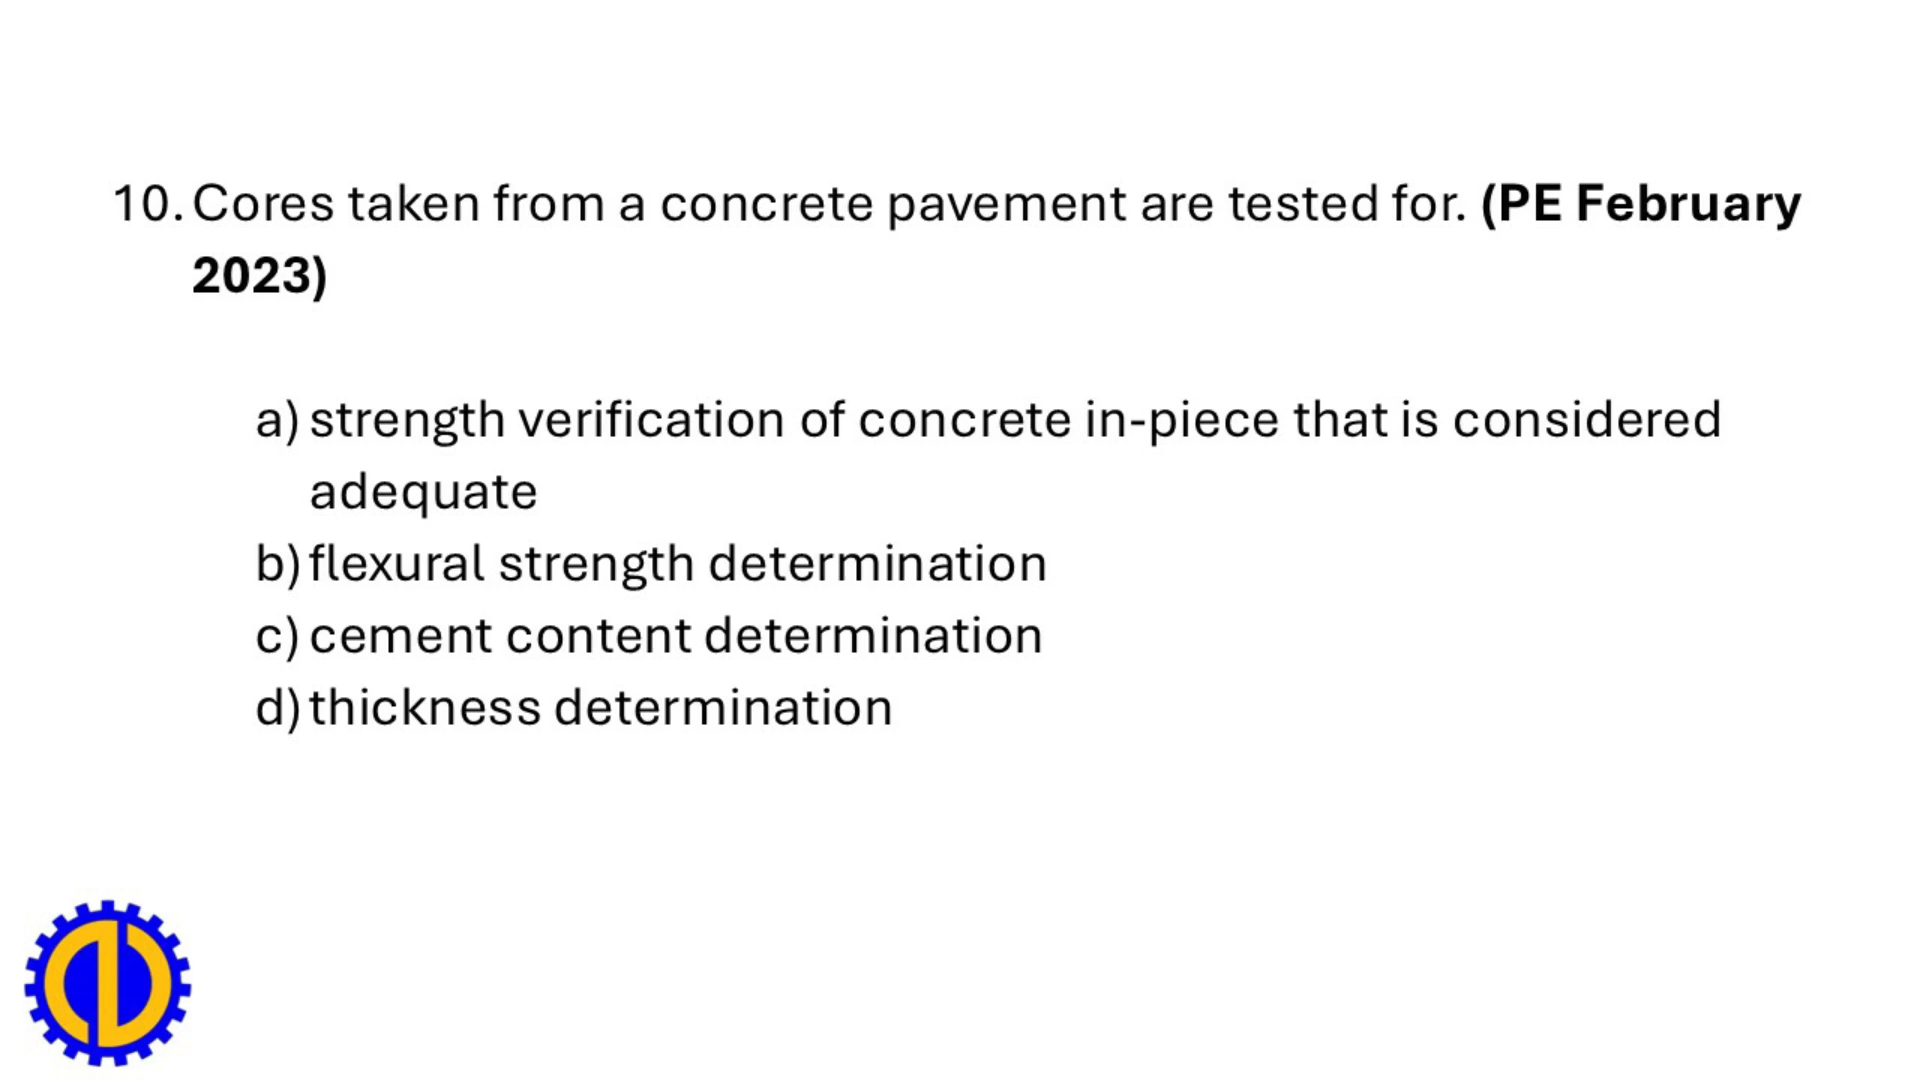 10. Cores taken from a concrete pavement are tested for. (PE February
2023)
a) strength verification of concrete in-piece that is considered
adequate
b) flexural strength determination
c) cement content determination
d) thickness determination